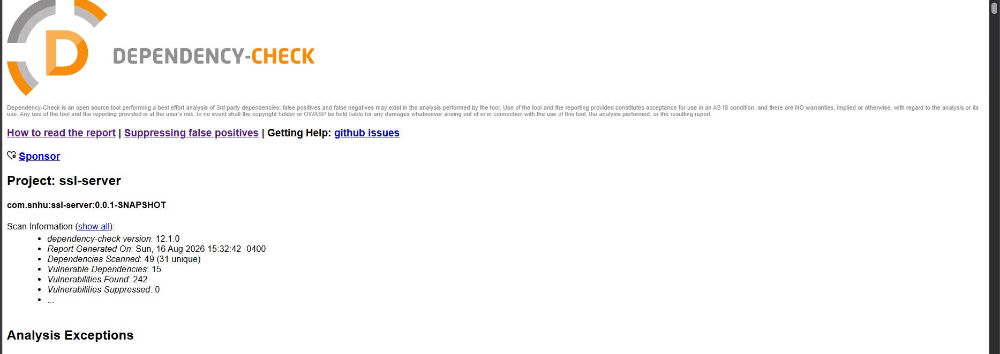 DEPENDENCY-CHECK
Dependency-Check is an open source tool performing a best effort analysis of 3rd party dependencies; false positives and false negatives may exist in the analysis performed by the tool. Use of the tool and the reporting provided constitutes acceptance for use in an AS IS condition, and there are NO warranties, implied or otherwise, with regard to the analysis or its
use. Any use of the tool and the reporting provided is at the user's risk. In no event shall the copyright holder or OWASP be held liable for any damages whatsoever arising out of or in connection with the use of this tool, the analysis performed, or the resulting report.
How to read the report | Suppressing false positives | Getting Help: github issues
Sponsor
Project: ssl-server
com.snhu:ssl-server:0.0.1-SNAPSHOT
Scan Information (show all):
• dependency-check version: 12.1.0
• Report Generated On: Sun, 16 Aug 2026 15:32:42 -0400
• Dependencies Scanned: 49 (31 unique)
• Vulnerable Dependencies: 15
• Vulnerabilities Found: 242
• Vulnerabilities Suppressed: 0
• ...
Analysis Exceptions